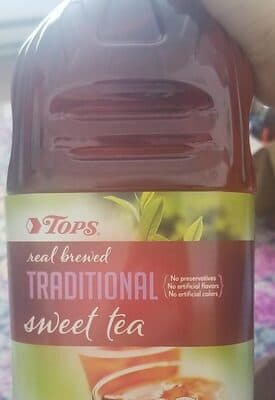 TOPS
real brewed
TRADITIONAL
No preservatives
No artificial flavors
No artificial colors
sweet tea